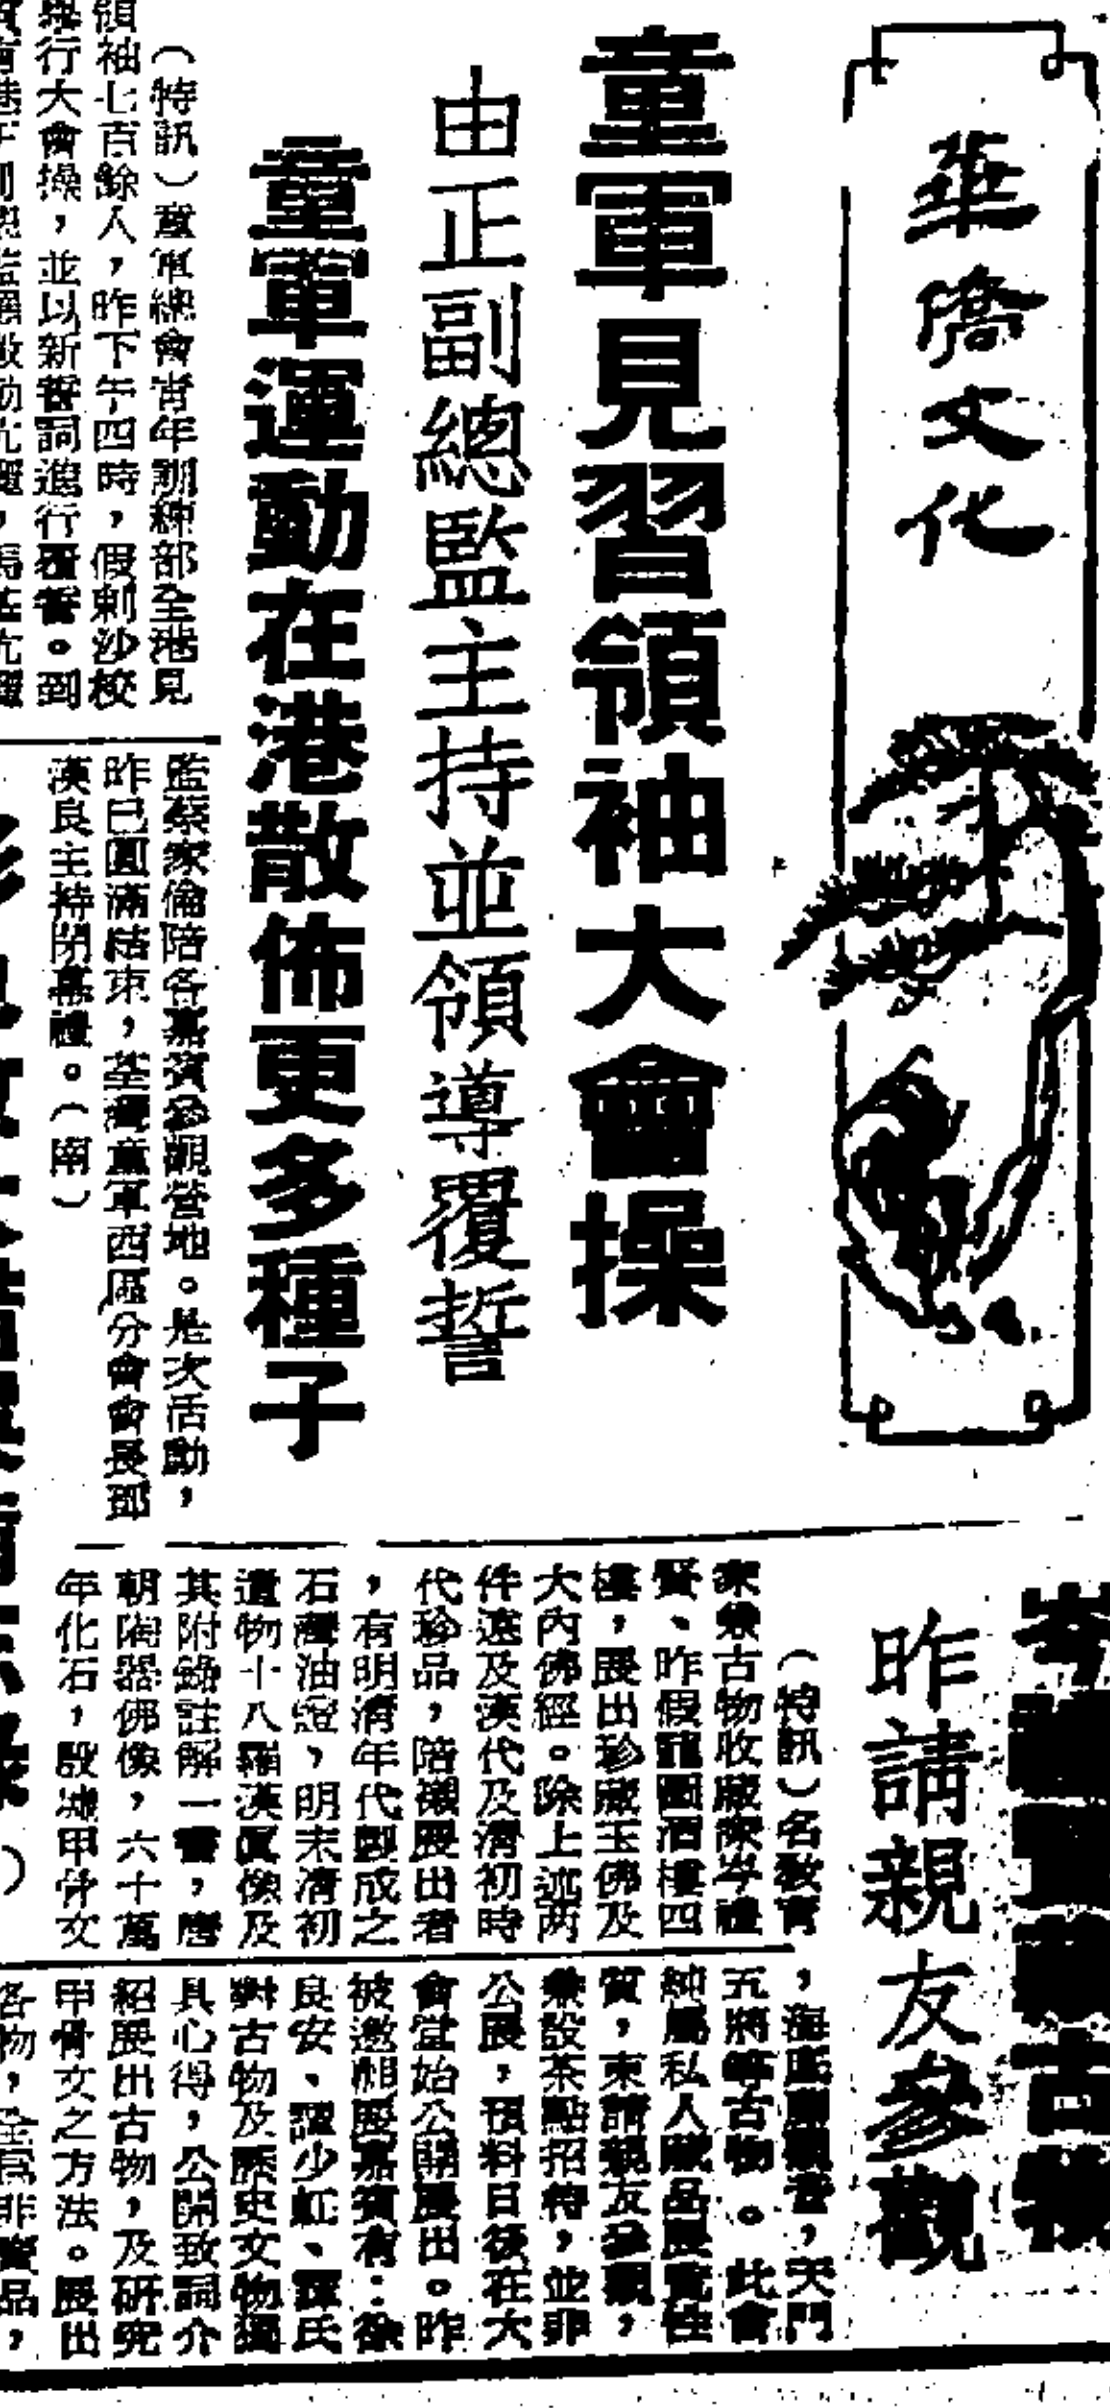 華僑文化
童軍見習領袖大會操
由正副總監主持並領導覆誓
童軍運動在港散佈更多種子
（特訊）童軍總會青年訓練部全港見
領袖七百餘人，昨下午四時，假喇沙校
舉行大會操，並以新誓詞進行覆誓。到
監蔡家倫陪各嘉賓參觀營地。是次活動，
昨已圓滿結束，荃灣童軍西區分會會長鄧
漢良主持閉幕禮。（南）
古物
昨請親友參觀
（特訊）名教育
家兼古物收藏家岑禮
賢、昨假龍圖酒樓四
樓，展出珍藏玉佛及
大內佛經。除上述两
件遠及漢代及清初時
代珍品，陪襯展出者
，有明清年代製成之
石灣油燈，明末清初
遺物十八羅漢眞像及
其附錄註解一書，唐
朝陶器佛像，六十萬
年化石，殷墟甲骨文
，海底，天門
五將等古物。此會
純屬私人藏品展覽性
質，柬請親友參觀，
兼設茶點招待，並非
公展，預料日後在大
會堂始公開展出。昨
被邀相展嘉賓有：徐
良安、譚少虹、譚氏
對古物及歷史文物獨
具心得，公開致詞介
紹展出古物，及研究
甲骨文之方法。展出
各物，全爲非賣品，